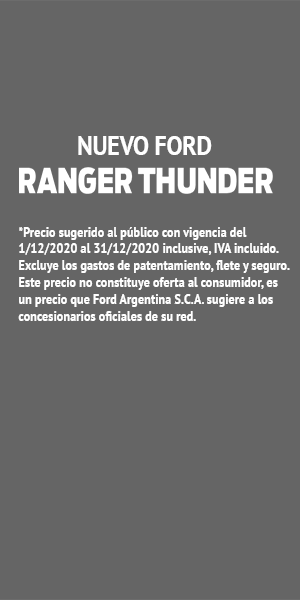 NUEVO FORD
RANGER THUNDER
*Precio sugerido al público con vigencia del
1/12/2020 al 31/12/2020 inclusive, IVA incluido.
Excluye los gastos de patentamiento, flete y seguro.
Este precio no constituye oferta al consumidor, es
un precio que Ford Argentina S.C.A. sugiere a los
concesionarios oficiales de su red.